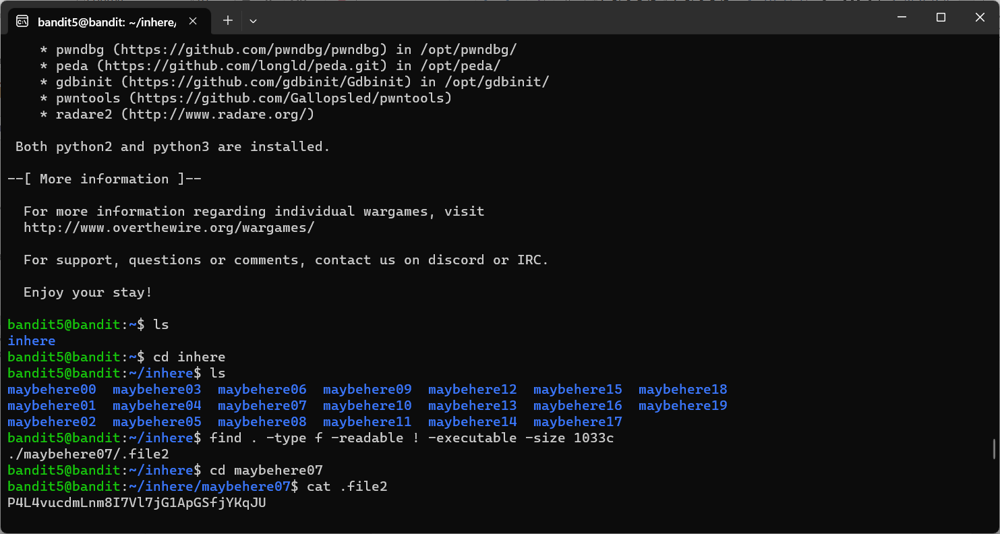 bandit5@bandit: ~/inhere/
* pwndbg (https://github.com/pwndbg/pwndbg) in /opt/pwndbg/
* peda (https://github.com/longld/peda.git) in /opt/peda/
* gdbinit (https://github.com/gdbinit/Gdbinit) in /opt/gdbinit/
* pwntools (https://github.com/Gallopsled/pwntools)
* radare2 (http://www.radare.org/)
Both python2 and python3 are installed.
--[ More information ]--
For more information regarding individual wargames, visit
http://www.overthewire.org/wargames/
For support, questions or comments, contact us on discord or IRC.
Enjoy your stay!
bandit5@bandit:~$ ls
inhere
bandit5@bandit:~$ cd inhere
bandit5@bandit:~/inhere$ ls
maybehere00  maybehere03  maybehere06  maybehere09  maybehere12  maybehere15  maybehere18
maybehere01  maybehere04  maybehere07  maybehere10  maybehere13  maybehere16  maybehere19
maybehere02  maybehere05  maybehere08  maybehere11  maybehere14  maybehere17
bandit5@bandit:~/inhere$ find . -type f -readable ! -executable -size 1033c
./maybehere07/.file2
bandit5@bandit:~/inhere$ cd maybehere07
bandit5@bandit:~/inhere/maybehere07$ cat .file2
P4L4vucdmLnm8I7Vl7jG1ApGSfjYKqJU